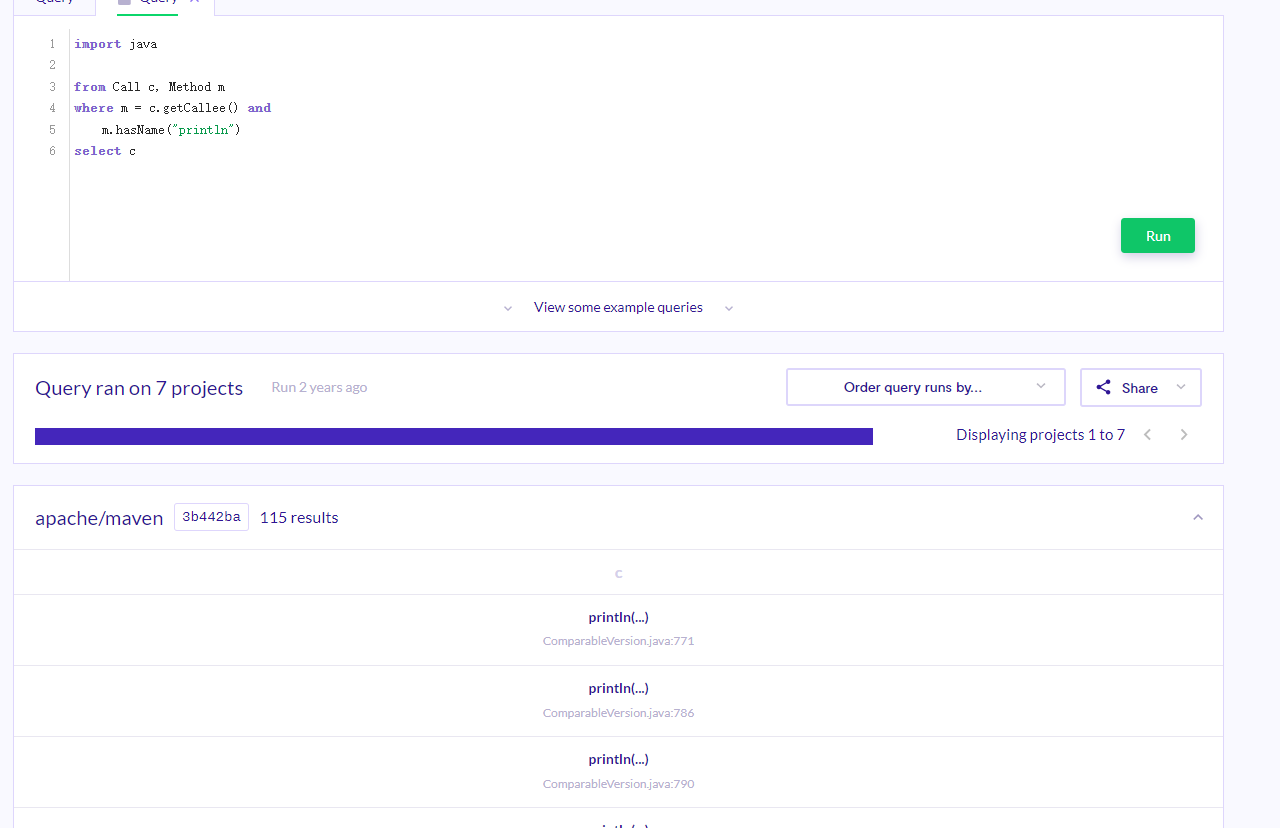 Query
Query
1 import java
2
3 from Call c, Method m
4 where m = c.getCallee() and
5 m.hasName("println")
6 select c
Run
View some example queries
Query ran on 7 projects Run 2 years ago Order query runs by... Share
Displaying projects 1 to 7
apache/maven 3b442ba 115 results
c
println(...)
ComparableVersion.java:771
println(...)
ComparableVersion.java:786
println(...)
ComparableVersion.java:790